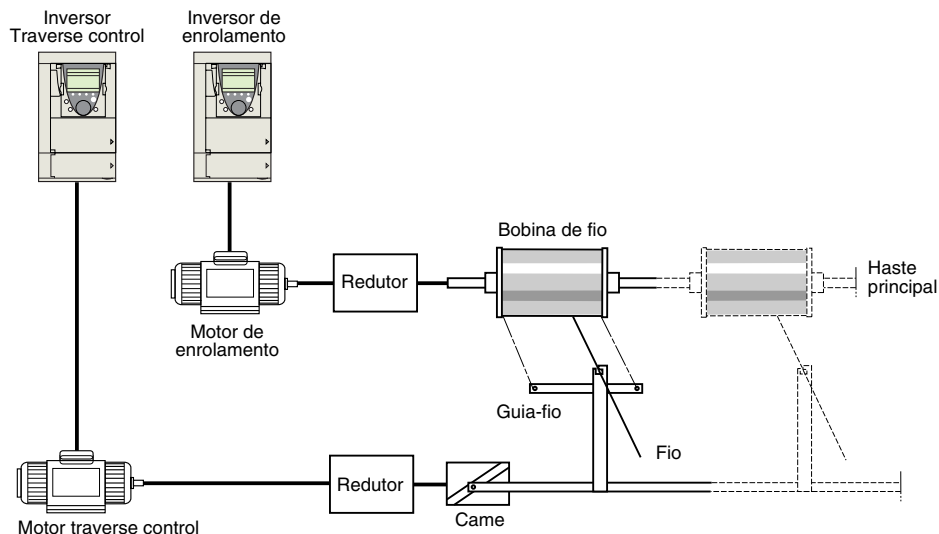 Inversor
Traverse control
Inversor de
enrolamento
Bobina de fio
Redutor
Haste
principal
Motor de
enrolamento
Guia-fio
Fio
Redutor
Came
Motor traverse control